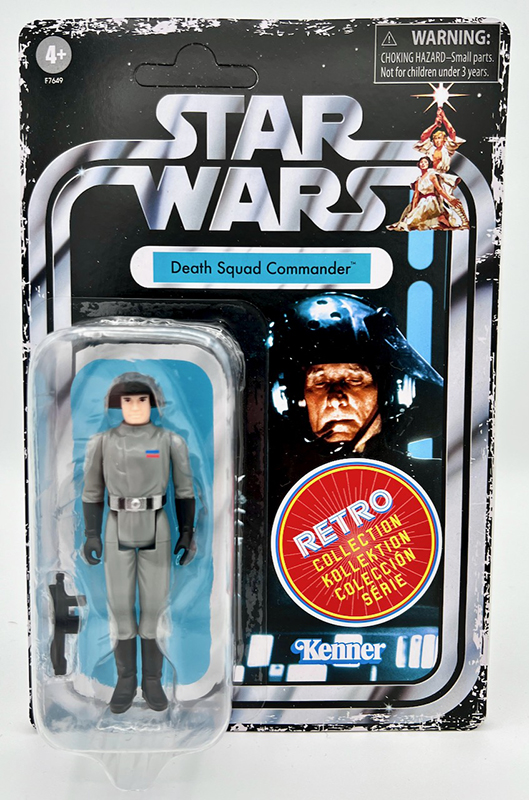 4+
F7649
⚠ WARNING:
CHOKING HAZARD–Small parts.
Not for children under 3 years.
STAR
WARS
Death Squad Commander™
RETRO
COLLECTION
KOLLEKTION
COLECCIÓN
SÉRIE
Kenner